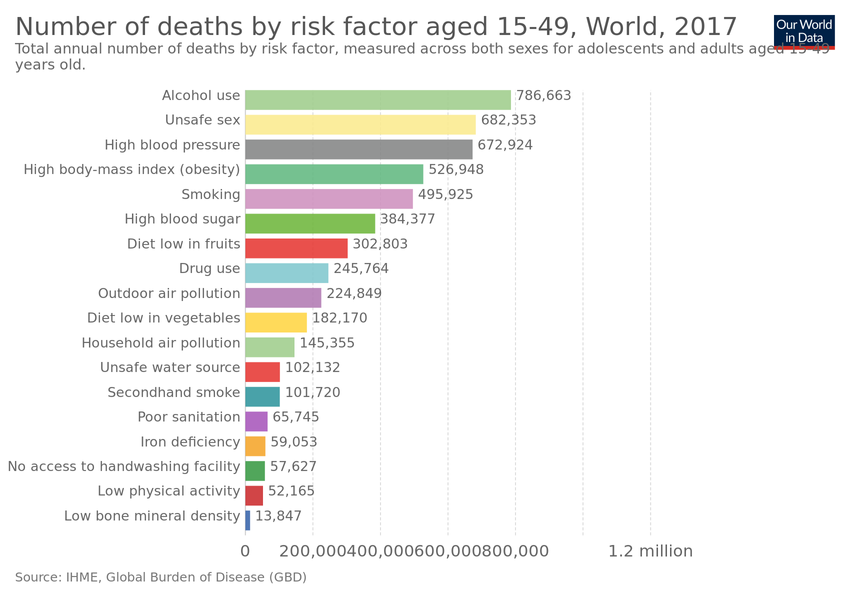 Number of deaths by risk factor aged 15-49, World, 2017
Our World
in Data
Total annual number of deaths by risk factor, measured across both sexes for adolescents and adults aged 15-49
years old.
Alcohol use 786,663
Unsafe sex 682,353
High blood pressure 672,924
High body-mass index (obesity) 526,948
Smoking 495,925
High blood sugar 384,377
Diet low in fruits 302,803
Drug use 245,764
Outdoor air pollution 224,849
Diet low in vegetables 182,170
Household air pollution 145,355
Unsafe water source 102,132
Secondhand smoke 101,720
Poor sanitation 65,745
Iron deficiency 59,053
No access to handwashing facility 57,627
Low physical activity 52,165
Low bone mineral density 13,847
0 200,000 400,000 600,000 800,000 1.2 million
Source: IHME, Global Burden of Disease (GBD)